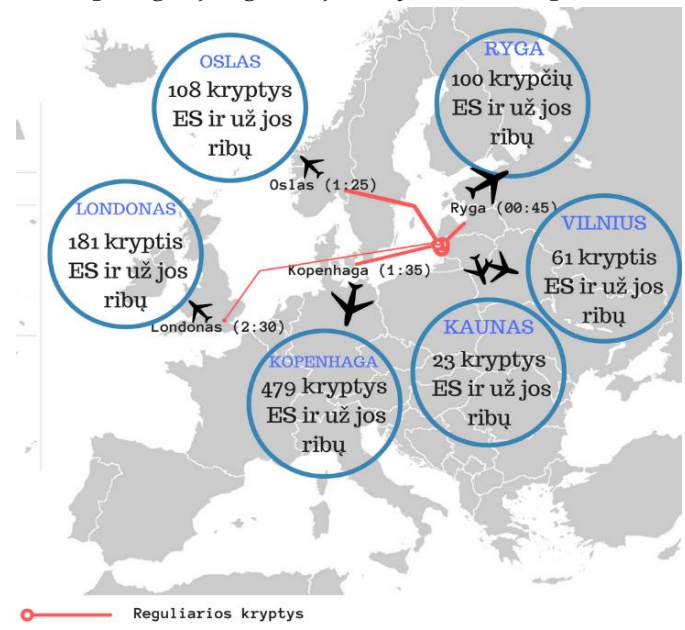 OSLAS
108 kryptys
ES ir už jos
ribų
RYGA
100 krypčių
ES ir už jos
ribų
Oslas (1:25)
LONDONAS
181 kryptis
ES ir už jos
ribų
Ryga (00:45)
VILNIUS
61 kryptis
ES ir už jos
ribų
Kopenhaga (1:35)
Londonas (2:30)
KAUNAS
23 kryptys
ES ir už jos
ribų
KOPENHAGA
479 kryptys
ES ir už jos
ribų
Reguliarios kryptys